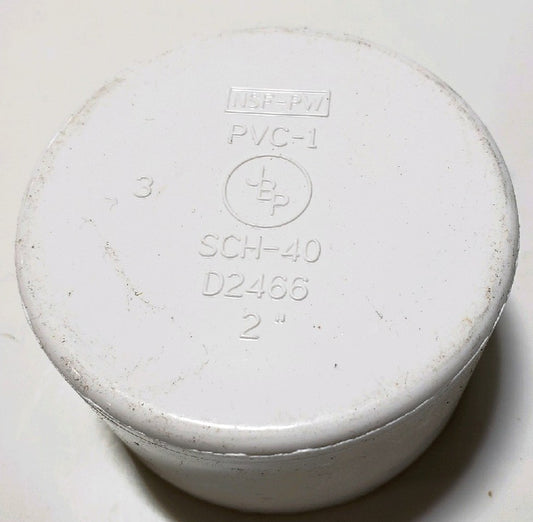 NSF-PW
PVC-1
JBP
3
SCH-40
D2466
2"